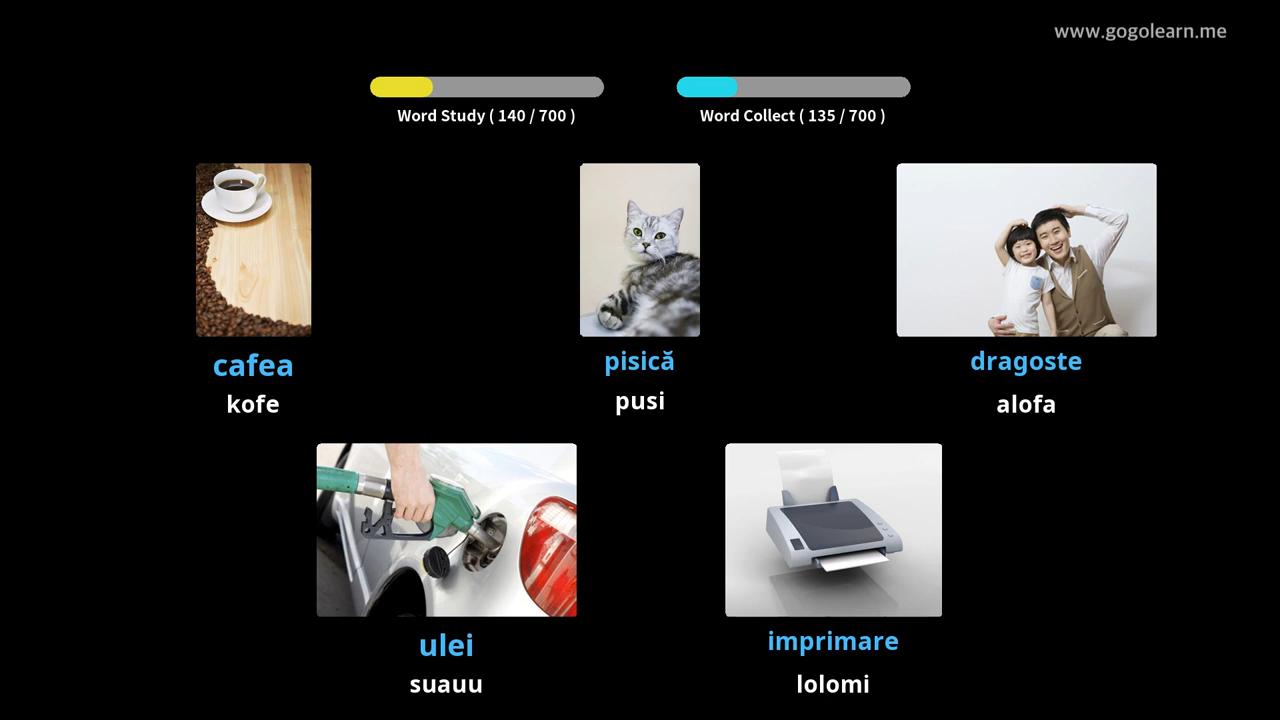 www.gogolearn.me
Word Study ( 140 / 700 )
Word Collect ( 135 / 700 )
cafea
kofe
pisică
pusi
dragoste
alofa
ulei
suauu
imprimare
lolomi